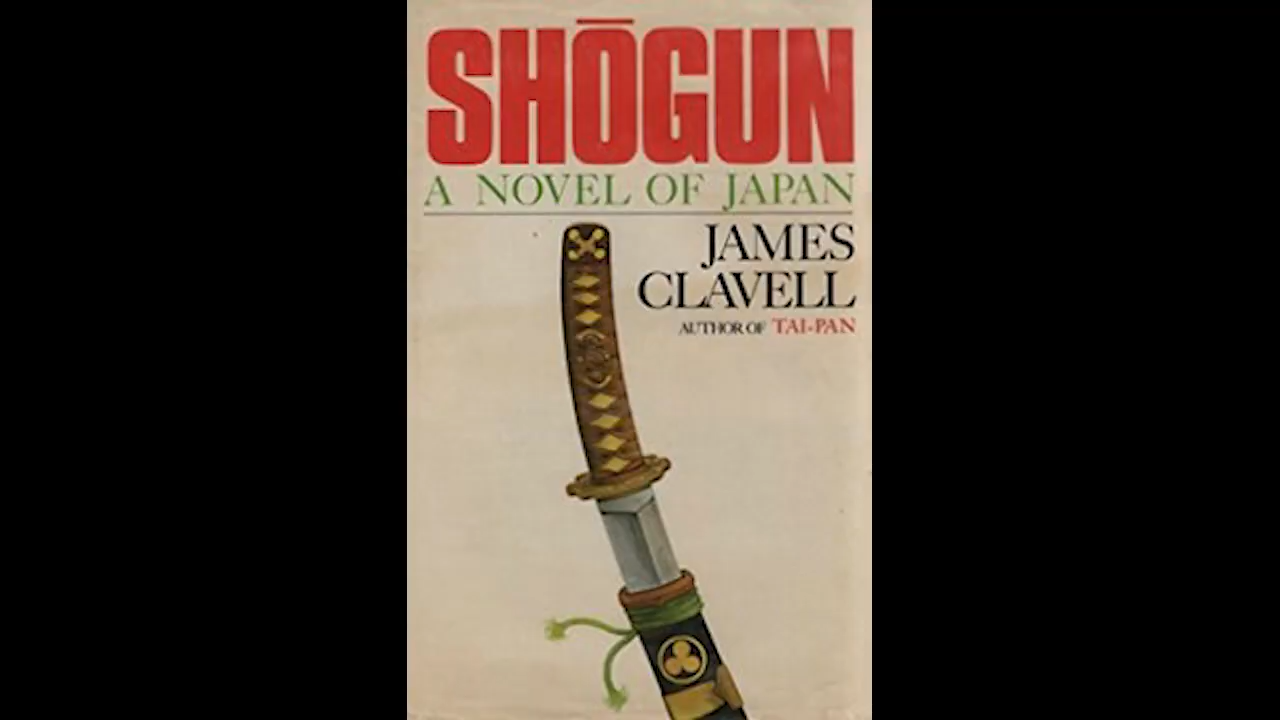 SHŌGUN
A NOVEL OF JAPAN
JAMES
CLAVELL
AUTHOR OF TAI-PAN